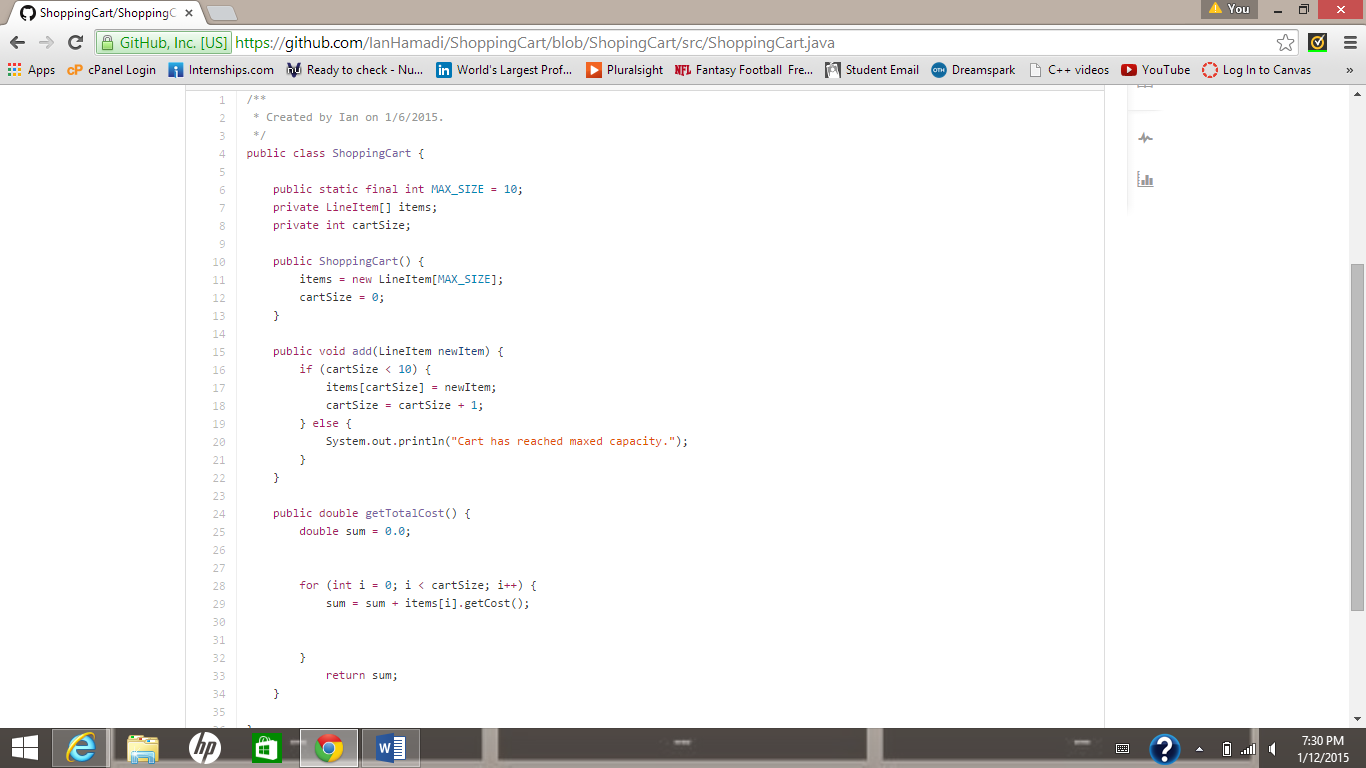 ShoppingCart/ShoppingC
You
GitHub, Inc. [US] https://github.com/IanHamadi/ShoppingCart/blob/ShopingCart/src/ShoppingCart.java
Apps cPanel Login Internships.com Ready to check - Nu... World's Largest Prof... Pluralsight NFL Fantasy Football Fre... Student Email Dreamspark C++ videos YouTube Log In to Canvas »
1 /**
2 * Created by Ian on 1/6/2015.
3 */
4 public class ShoppingCart {
5
6 public static final int MAX_SIZE = 10;
7 private LineItem[] items;
8 private int cartSize;
9
10 public ShoppingCart() {
11 items = new LineItem[MAX_SIZE];
12 cartSize = 0;
13 }
14
15 public void add(LineItem newItem) {
16 if (cartSize < 10) {
17 items[cartSize] = newItem;
18 cartSize = cartSize + 1;
19 } else {
20 System.out.println("Cart has reached maxed capacity.");
21 }
22 }
23
24 public double getTotalCost() {
25 double sum = 0.0;
26
27
28 for (int i = 0; i < cartSize; i++) {
29 sum = sum + items[i].getCost();
30
31
32 }
33 return sum;
34 }
35
7:30 PM
1/12/2015